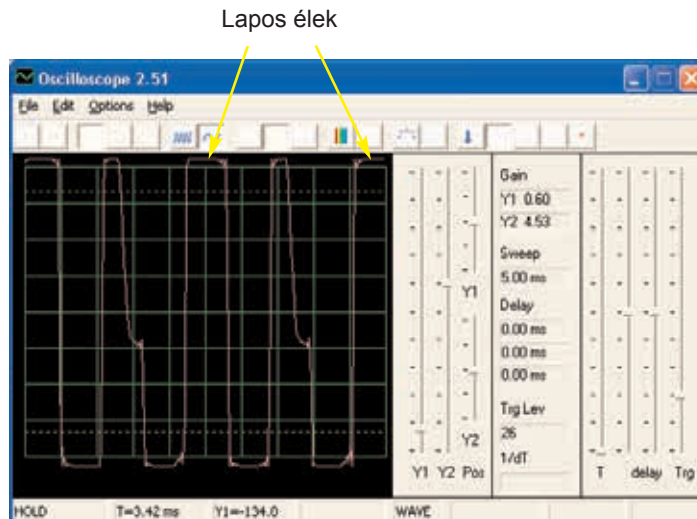 Lapos élek
Oscilloscope 2.51
File Edit Options Help
Gain
Y1 0.60
Y2 4.53
Sweep
5.00 ms
Delay
0.00 ms
0.00 ms
0.00 ms
Trg Lev
26
1/dT
Y1
Y2
Y1 Y2 Pos
T delay Trg
HOLD T=3.42 ms Y1=-134.0 WAVE